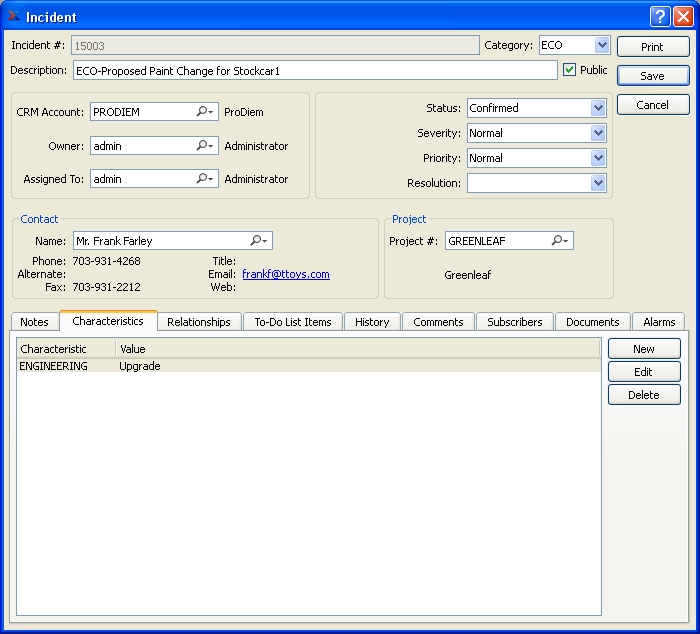 Incident
Incident #: 15003 Category: ECO Print
Description: ECO-Proposed Paint Change for Stockcar1 Public Save
Cancel
CRM Account: PRODIEM ProDiem
Owner: admin Administrator
Assigned To: admin Administrator
Status: Confirmed
Severity: Normal
Priority: Normal
Resolution:
Contact
Name: Mr. Frank Farley
Phone: 703-931-4268 Title:
Alternate: Email: frankf@ttoys.com
Fax: 703-931-2212 Web:
Project
Project #: GREENLEAF
Greenleaf
Notes Characteristics Relationships To-Do List Items History Comments Subscribers Documents Alarms
Characteristic Value New
ENGINEERING Upgrade Edit
Delete